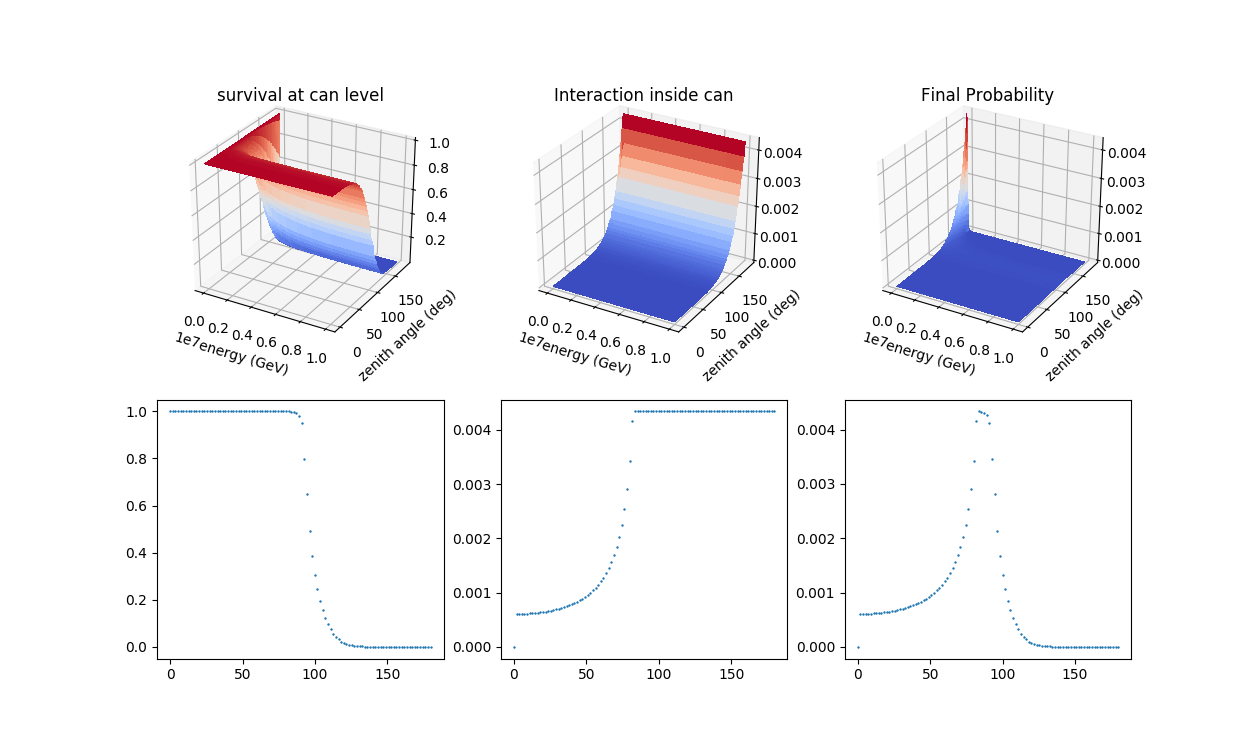 survival at can level
Interaction inside can
Final Probability
1.0
0.8
0.6
0.4
0.2
0.0 0.2 0.4 0.6 0.8 1.0
1e7energy (GeV)
0 50 100 150
zenith angle (deg)
0.004
0.003
0.002
0.001
0.000
0.0 0.2 0.4 0.6 0.8 1.0
1e7energy (GeV)
0 50 100 150
zenith angle (deg)
0.004
0.003
0.002
0.001
0.000
0.0 0.2 0.4 0.6 0.8 1.0
1e7energy (GeV)
0 50 100 150
zenith angle (deg)
1.0
0.8
0.6
0.4
0.2
0.0
0 50 100 150
0.004
0.003
0.002
0.001
0.000
0 50 100 150
0.004
0.003
0.002
0.001
0.000
0 50 100 150